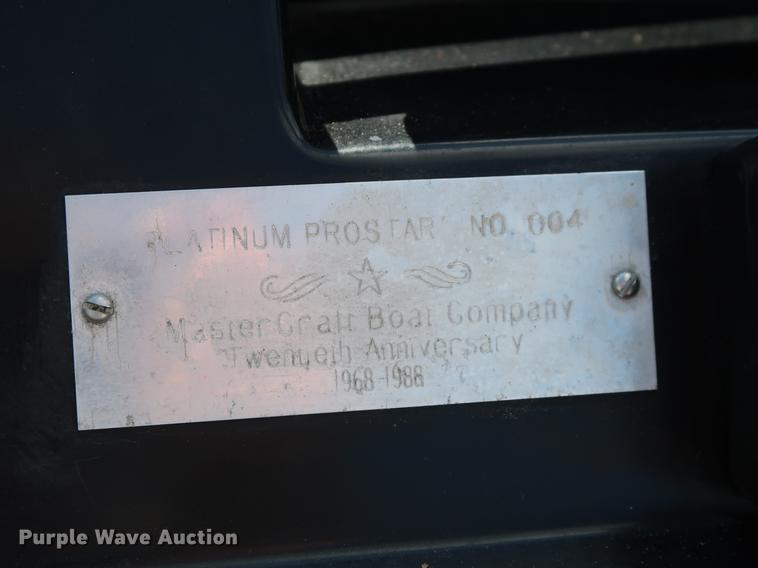 PLATINUM PROSTAR NO. 004
MasterCraft Boat Company
Twentieth Anniversary
1968-1988
Purple Wave Auction